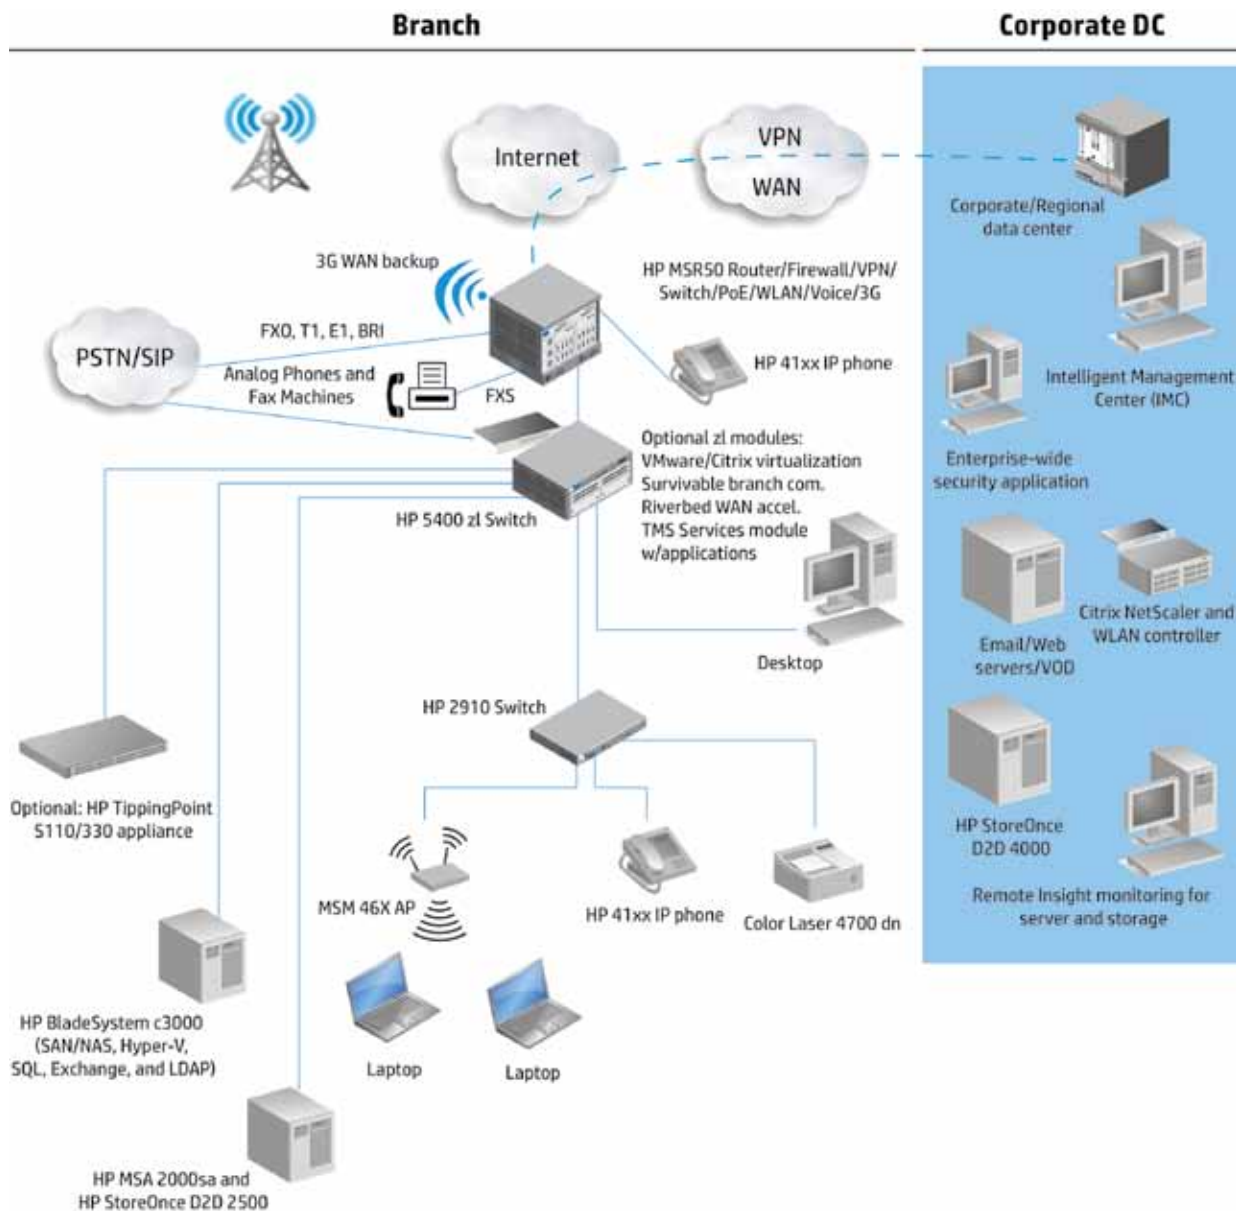 Branch
Corporate DC
Internet
VPN
WAN
Corporate/Regional
data center
3G WAN backup
HP MSR50 Router/Firewall/VPN/
Switch/PoE/WLAN/Voice/3G
FXO, T1, E1, BRI
PSTN/SIP
Analog Phones and
Fax Machines
FXS
HP 41xx IP phone
Intelligent Management
Center (IMC)
Optional zl modules:
VMware/Citrix virtualization
Survivable branch com.
Riverbed WAN accel.
TMS Services module
w/applications
HP 5400 zl Switch
Enterprise-wide
security application
Desktop
Email/Web
servers/VOD
Citrix NetScaler and
WLAN controller
HP 2910 Switch
Optional: HP TippingPoint
S110/330 appliance
HP StoreOnce
D2D 4000
MSM 46X AP
HP 41xx IP phone
Color Laser 4700 dn
Remote Insight monitoring for
server and storage
HP BladeSystem c3000
(SAN/NAS, Hyper-V,
SQL, Exchange, and LDAP)
Laptop
Laptop
HP MSA 2000sa and
HP StoreOnce D2D 2500